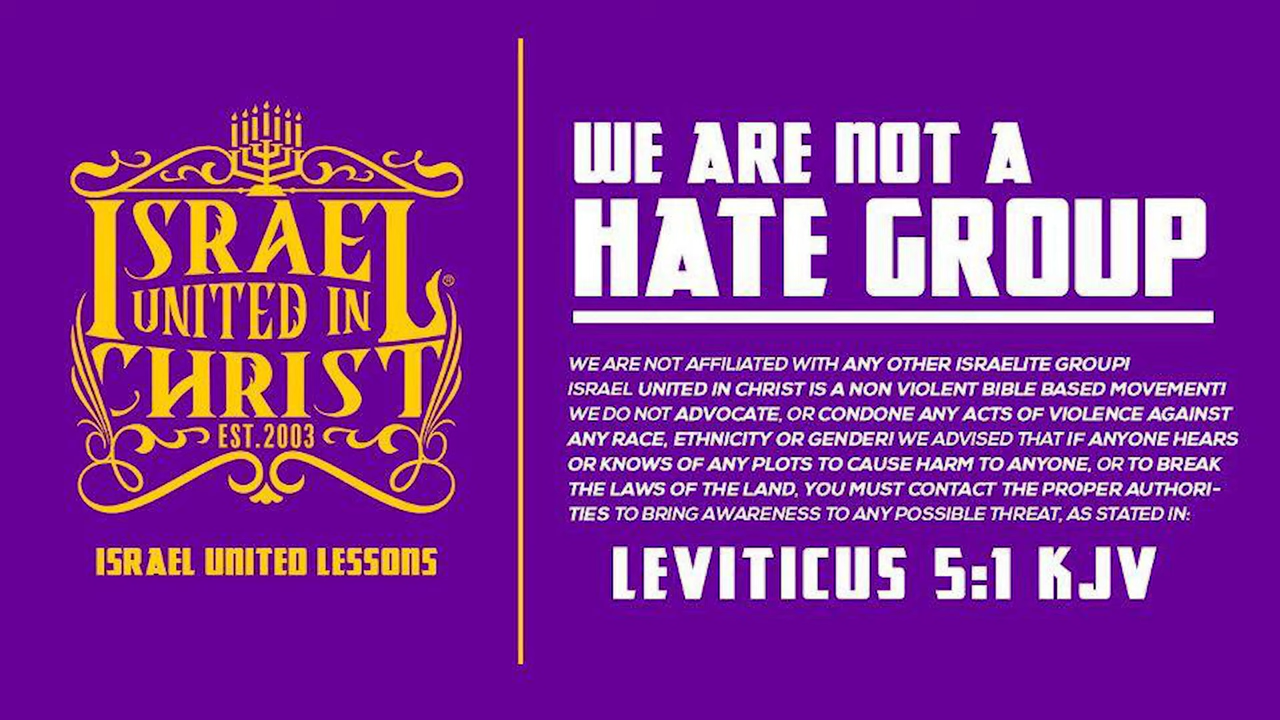 ISRAEL
UNITED IN
CHRIST
EST.2003
ISRAEL UNITED LESSONS
WE ARE NOT A
HATE GROUP
WE ARE NOT AFFILIATED WITH ANY OTHER ISRAELITE GROUP!
ISRAEL UNITED IN CHRIST IS A NON VIOLENT BIBLE BASED MOVEMENT!
WE DO NOT ADVOCATE, OR CONDONE ANY ACTS OF VIOLENCE AGAINST
ANY RACE, ETHNICITY OR GENDER! WE ADVISED THAT IF ANYONE HEARS
OR KNOWS OF ANY PLOTS TO CAUSE HARM TO ANYONE, OR TO BREAK
THE LAWS OF THE LAND, YOU MUST CONTACT THE PROPER AUTHORI-
TIES TO BRING AWARENESS TO ANY POSSIBLE THREAT, AS STATED IN:
LEVITICUS 5:1 KJV